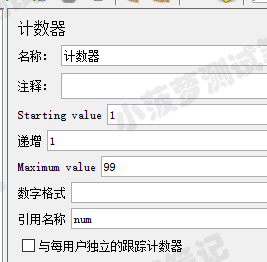 计数器
名称： 计数器
注释：
Starting value 1
递增 1
Maximum value 99
数字格式
引用名称 num
与每用户独立的跟踪计数器
小菠萝测试笔记